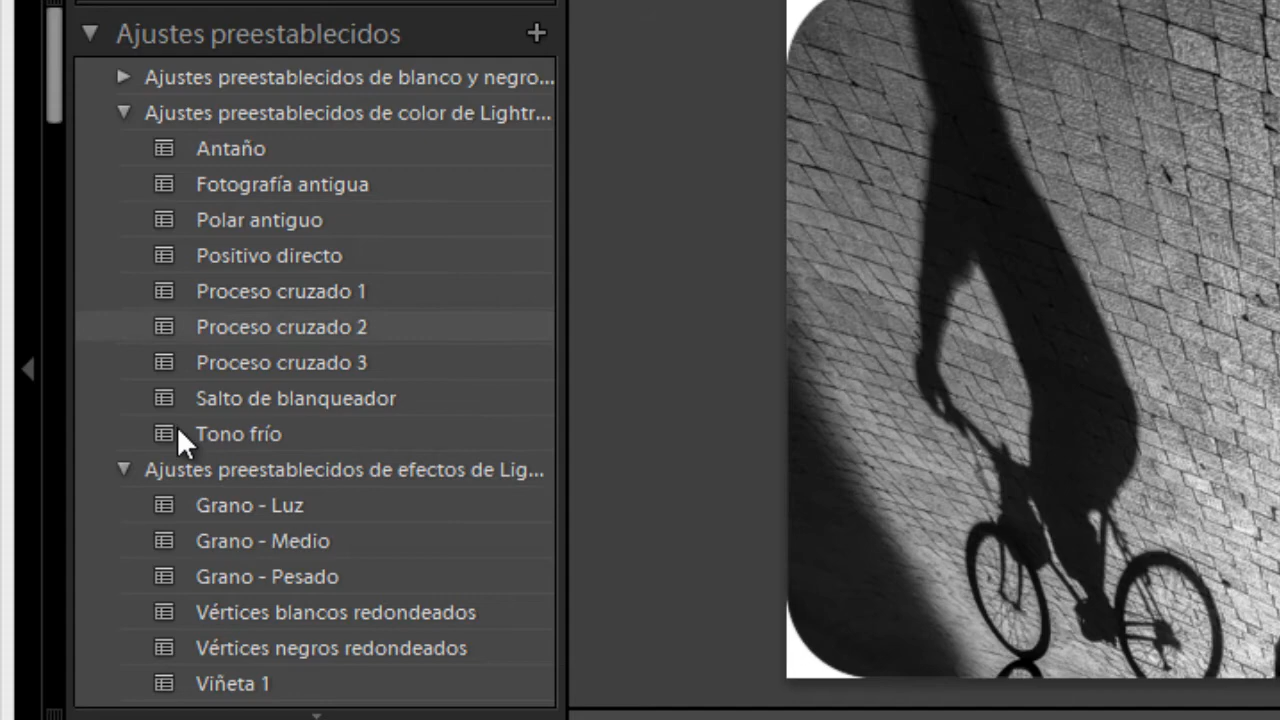 Ajustes preestablecidos
Ajustes preestablecidos de blanco y negro...
Ajustes preestablecidos de color de Lightr...
Antaño
Fotografía antigua
Polar antiguo
Positivo directo
Proceso cruzado 1
Proceso cruzado 2
Proceso cruzado 3
Salto de blanqueador
Tono frío
Ajustes preestablecidos de efectos de Lig...
Grano - Luz
Grano - Medio
Grano - Pesado
Vértices blancos redondeados
Vértices negros redondeados
Viñeta 1